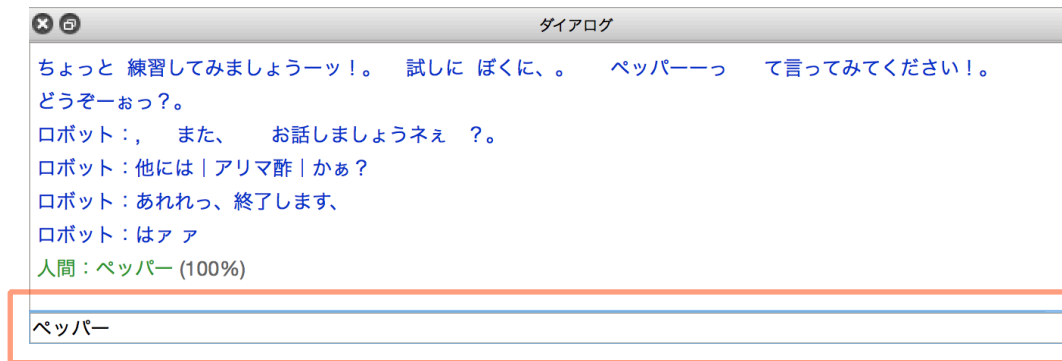 ダイアログ
ちょっと 練習してみましょうーッ！。 試しに ぼくに、。 ペッパーーっ て言ってみてください！。
どうぞーぉっ？。
ロボット：, また、 お話しましょうネぇ ？。
ロボット：他には｜アリマ酢｜かぁ？
ロボット：あれれっ、終了します、
ロボット：はァ ァ
人間：ペッパー (100%)
ペッパー